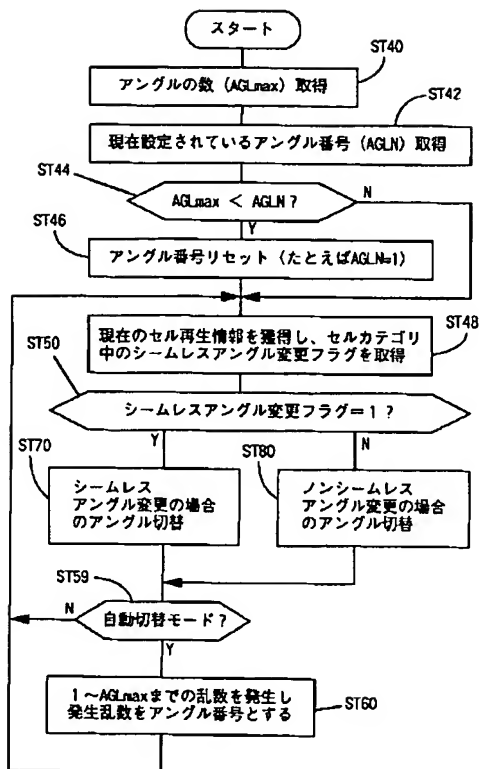 スタート
ST40
アングルの数（AGLmax）取得
ST42
現在設定されているアングル番号（AGLN）取得
ST44
AGLmax ＜ AGLN？
N
Y
ST46
アングル番号リセット（たとえばAGLN=1）
現在のセル再生情報を獲得し、セルカテゴリ
中のシームレスアングル変更フラグを取得
ST48
ST50
シームレスアングル変更フラグ＝１？
Y
N
ST70
シームレス
アングル変更の場合
のアングル切替
ST80
ノンシームレス
アングル変更の場合
のアングル切替
ST59
N
自動切替モード？
Y
１～AGLmaxまでの乱数を発生し
発生乱数をアングル番号とする
ST60